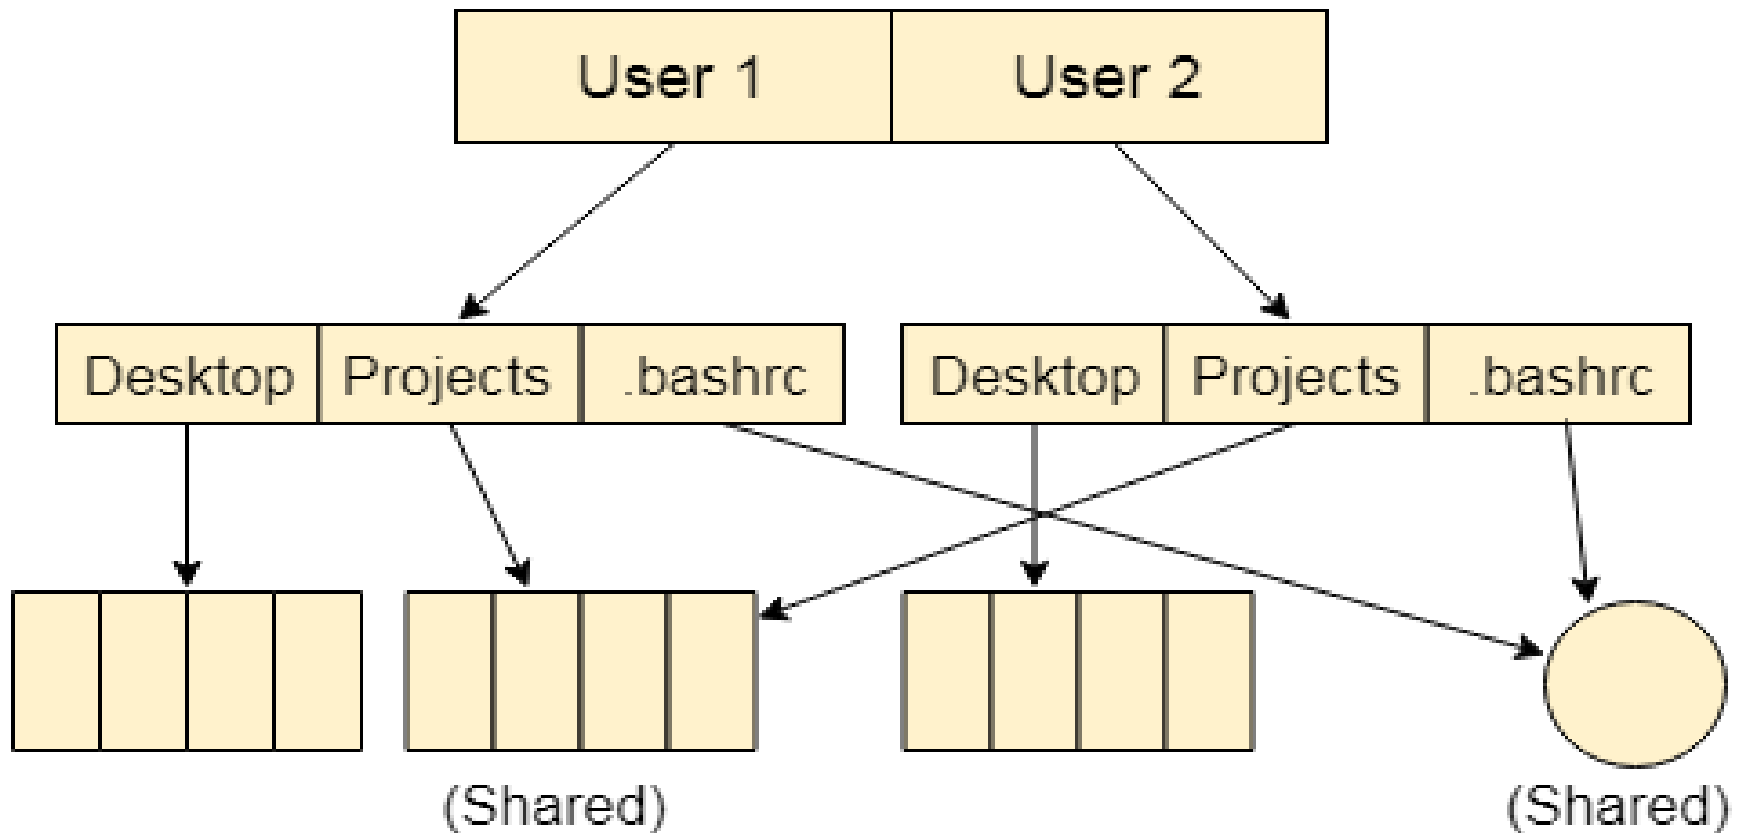 User 1 User 2
Desktop Projects .bashrc Desktop Projects .bashrc
(Shared) (Shared)